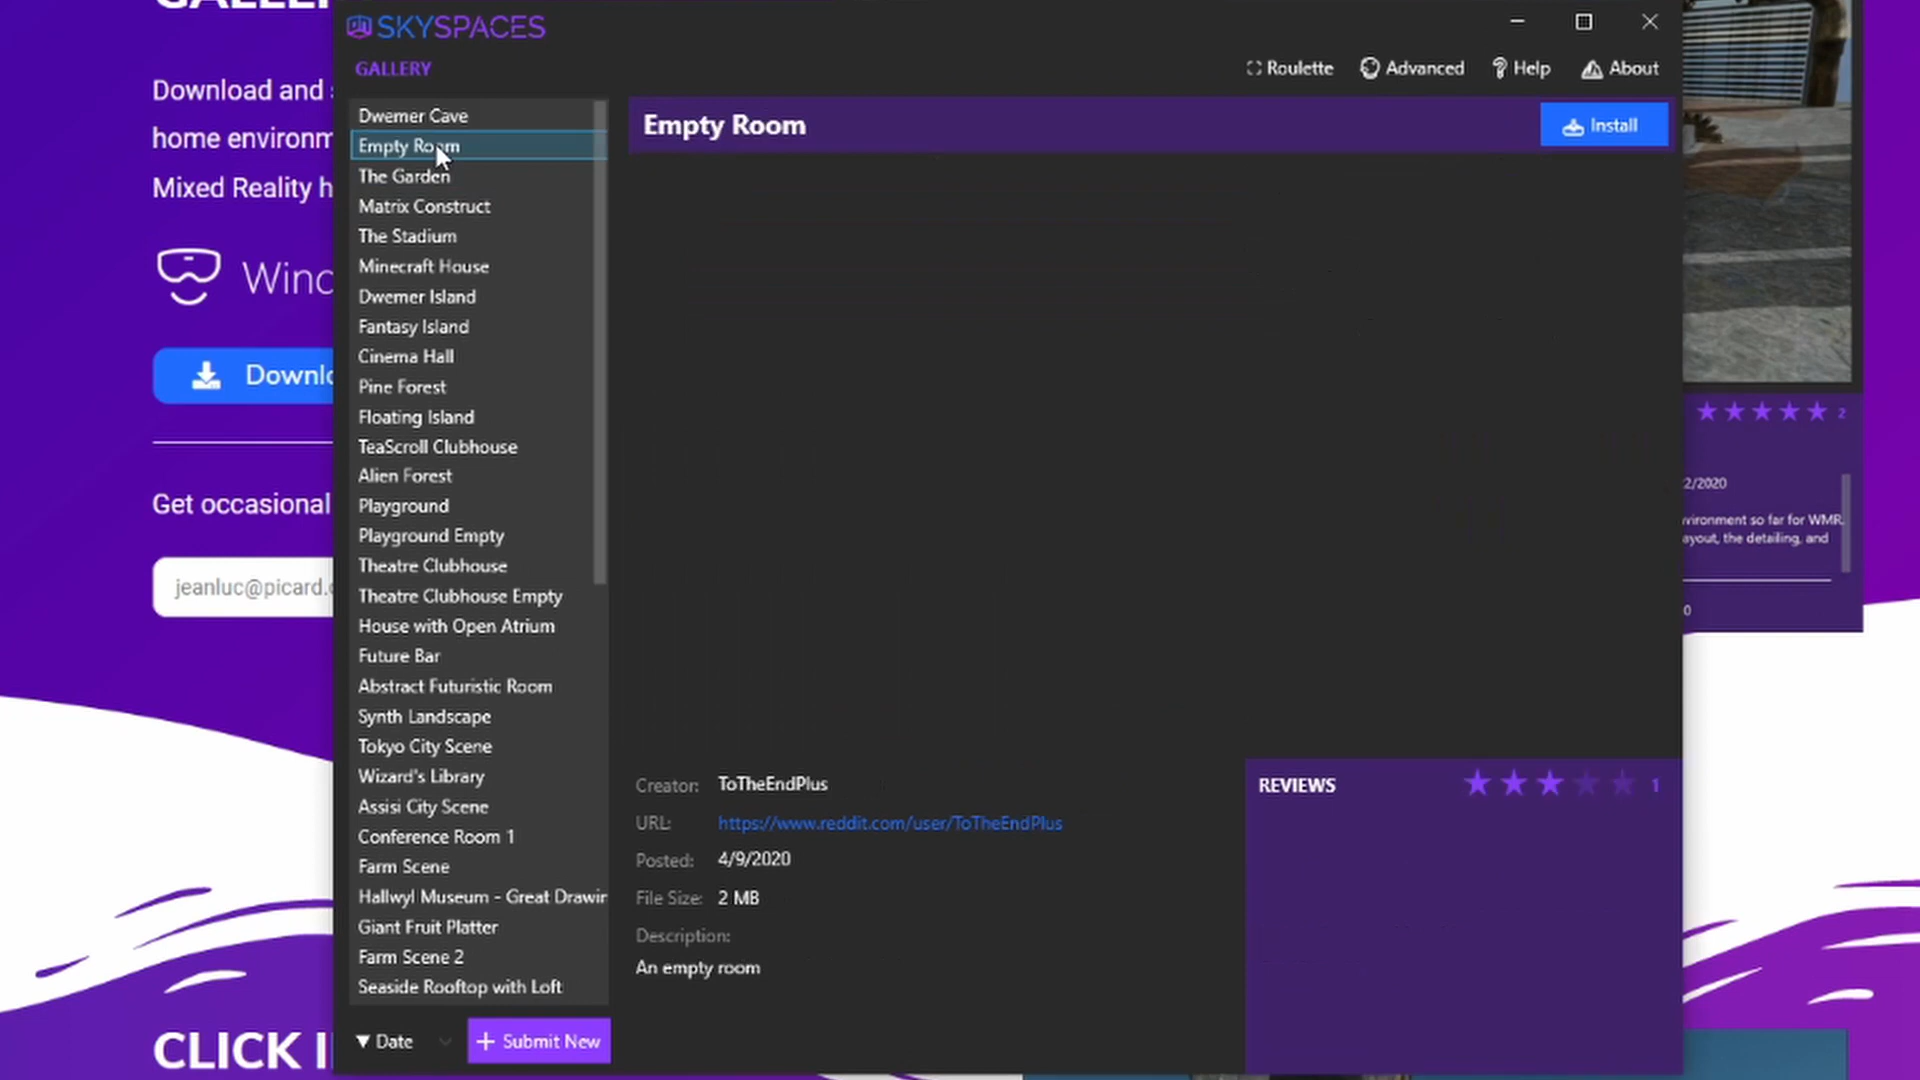 GALLERY
Download and
home environm
Mixed Reality h
Wind
Downlo
Get occasional
jeanluc@picard.
CLICK I
SKYSPACES
GALLERY
Roulette
Advanced
Help
About
Dwemer Cave
Empty Room
The Garden
Matrix Construct
The Stadium
Minecraft House
Dwemer Island
Fantasy Island
Cinema Hall
Pine Forest
Floating Island
TeaScroll Clubhouse
Alien Forest
Playground
Playground Empty
Theatre Clubhouse
Theatre Clubhouse Empty
House with Open Atrium
Future Bar
Abstract Futuristic Room
Synth Landscape
Tokyo City Scene
Wizard's Library
Assisi City Scene
Conference Room 1
Farm Scene
Hallwyl Museum - Great Drawin
Giant Fruit Platter
Farm Scene 2
Seaside Rooftop with Loft
▼ Date
+ Submit New
Empty Room
Install
Creator: ToTheEndPlus
URL: https://www.reddit.com/user/ToTheEndPlus
Posted: 4/9/2020
File Size: 2 MB
Description:
An empty room
REVIEWS ★★★★★ 1
★★★★★ 2
2/2020
vironment so far for WMR.
ayout, the detailing, and
0